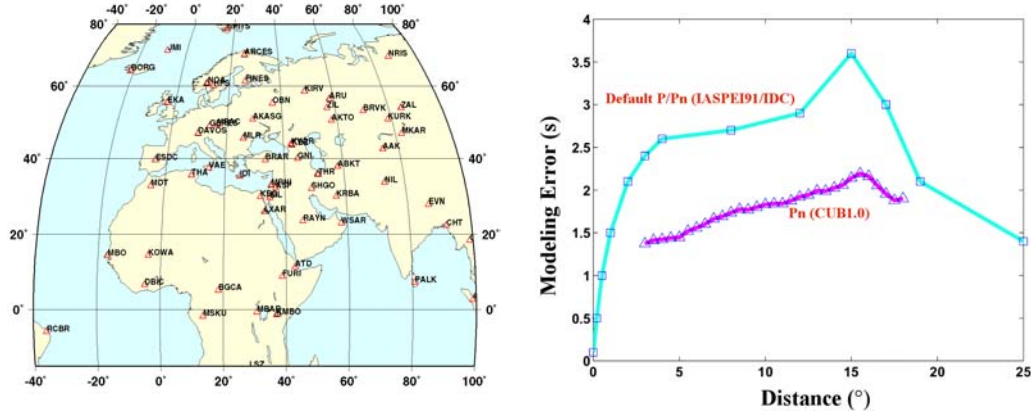 -40˚ -20˚ 0˚ 20˚ 40˚ 60˚ 80˚ 100˚
80˚ 80˚
JMI
ARCES
NRIS
BORG
60˚ 60˚
NOA
FINES
KIRV
ARU
ZIL
EKA
OBN
BRVK
ZAL
AKASG
AKTO
KURK
DAVOS
MLR
MKAR
GNI
AAK
40˚ 40˚
ESDC
VAE
BRAR
ABKT
THA
IDI
THR
MDT
NIL
GHGO
KRBA
EVN
LXAR
RAYN
WSAR
CHT
20˚ 20˚
MBO
KOWA
ATD
FURI
PALK
DBIC
BGCA
0˚ 0˚
MSKU
MBAR
KMBO
RCBR
LSZ
-40˚ -20˚ 0˚ 20˚ 40˚ 60˚ 80˚ 100˚
Modeling Error (s)
4
3.5
3
2.5
2
1.5
1
0.5
0
Default P/Pn (IASPEI91/IDC)
Pn (CUB1.0)
0 5 10 15 20 25
Distance (°)